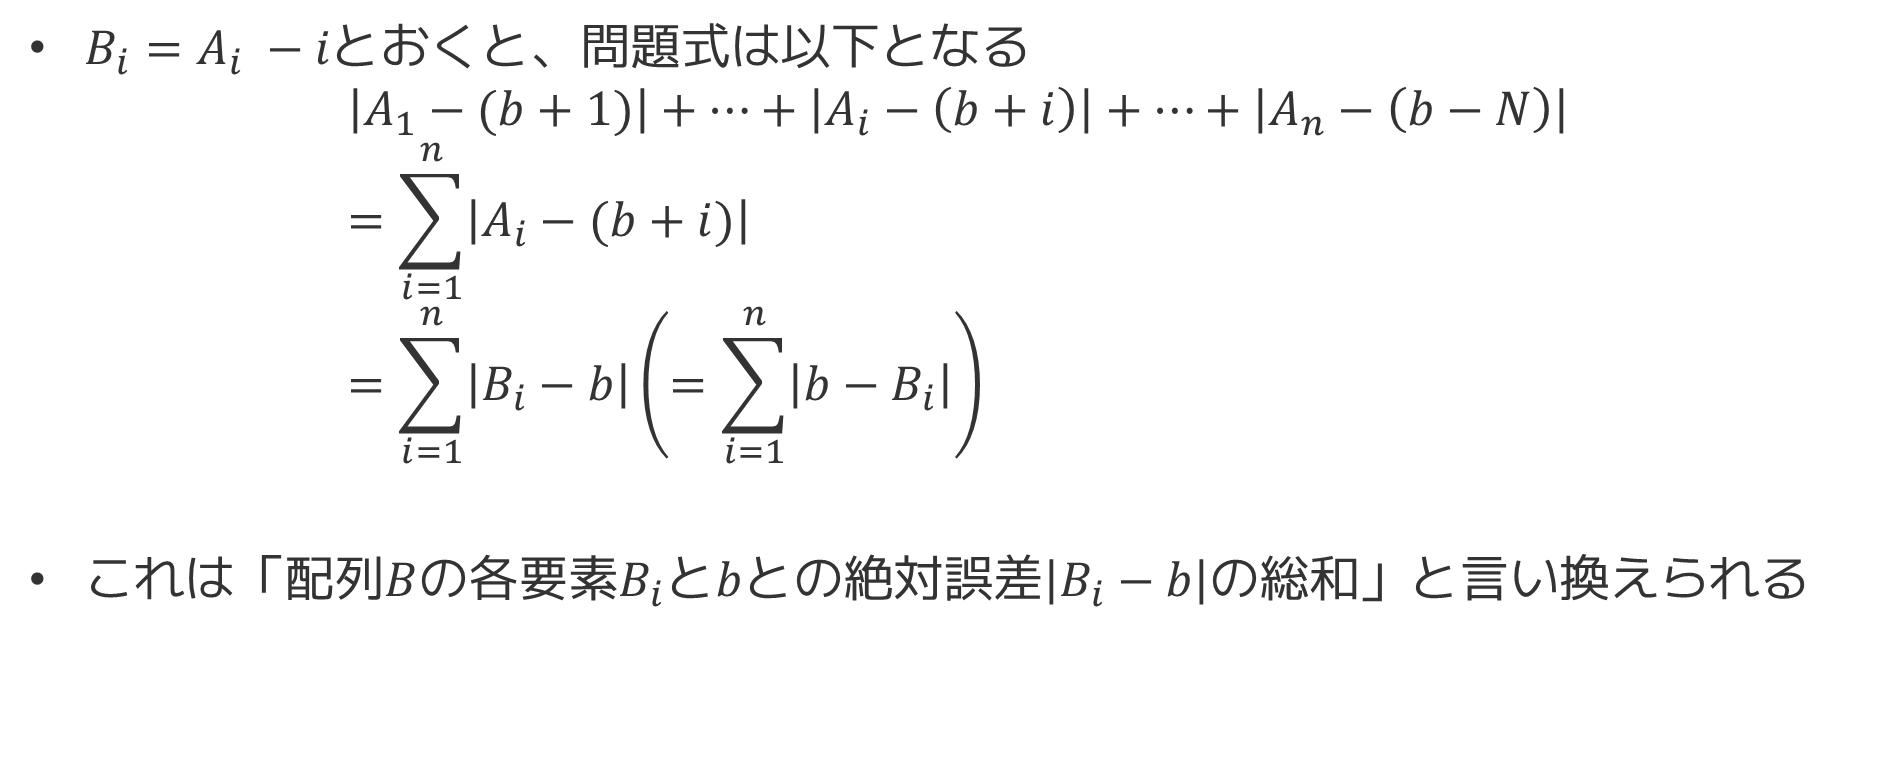 • Bᵢ = Aᵢ − iとおくと、問題式は以下となる
|A₁ − (b + 1)| + ⋯ + |Aᵢ − (b + i)| + ⋯ + |Aₙ − (b − N)|
= ∑ⁿᵢ₌₁ |Aᵢ − (b + i)|
= ∑ⁿᵢ₌₁ |Bᵢ − b| (= ∑ⁿᵢ₌₁ |b − Bᵢ|)
• これは「配列Bの各要素Bᵢとbとの絶対誤差|Bᵢ − b|の総和」と言い換えられる